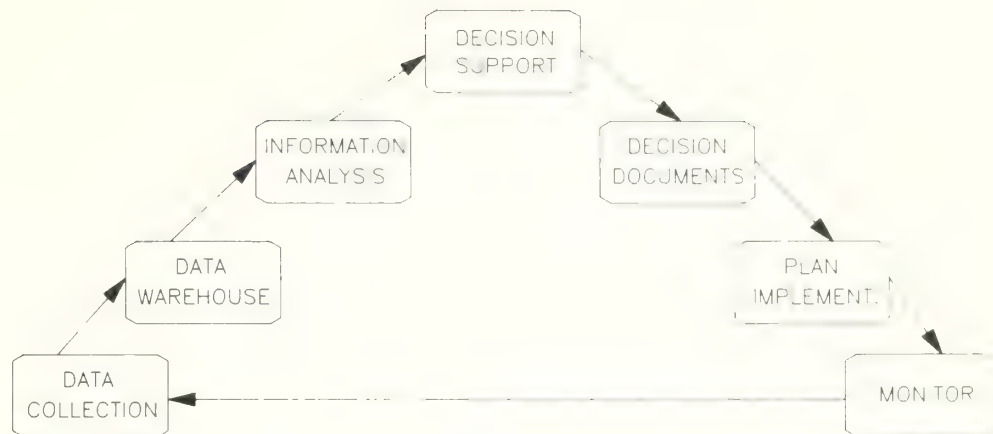 DECISION
SUPPORT
INFORMATION
ANALYSIS
DECISION
DOCUMENTS
DATA
WAREHOUSE
PLAN
IMPLEMENT.
DATA
COLLECTION
MONITOR